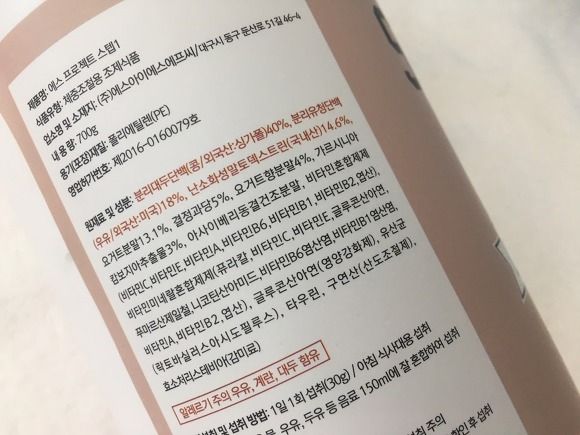 제품명: 에스 프로젝트 스텝1
식품유형: 체중조절용 조제식품
업소명 및 소재자: (주)에스아이에스에프씨/대구시 동구 둔산로 51길 46-4
내 용 량: 700g
용기(포장)재질: 폴리에틸렌(PE)
영업허가번호: 제2016-0160079호
원재료 및 성분: 분리대두단백(콩/외국산:싱가폴)40%, 분리유청단백
(우유/외국산:미국)18%, 난소화성말토덱스트린(국내산)14.6%,
요거트분말13.1%, 결정과당5%, 요거트향분말4%, 가르시니아
캄보지아추출물3%, 아사이베리동결건조분말, 비타민혼합제제
(비타민C, 비타민E, 비타민A, 비타민B6, 비타민B1, 비타민B2, 엽산),
비타민미네랄혼합제제(푸라칼, 비타민C, 비타민E, 글루콘산아연,
푸마르산제일철, 니코틴산아미드, 비타민B6염산염, 비타민B1염산염,
비타민A, 비타민B2, 엽산), 글루콘산아연(영양강화제), 유산균
(락토바실러스아시도필루스), 타우린, 구연산(산도조절제),
효소처리스테비아(감미료)
알레르기 주의 우유, 계란, 대두 함유
섭취 방법: 1일 1회 섭취(30g) / 아침 식사대용 섭취
우유, 두유 등 음료 150ml에 잘 혼합하여 섭취
주의
확인 후 섭취